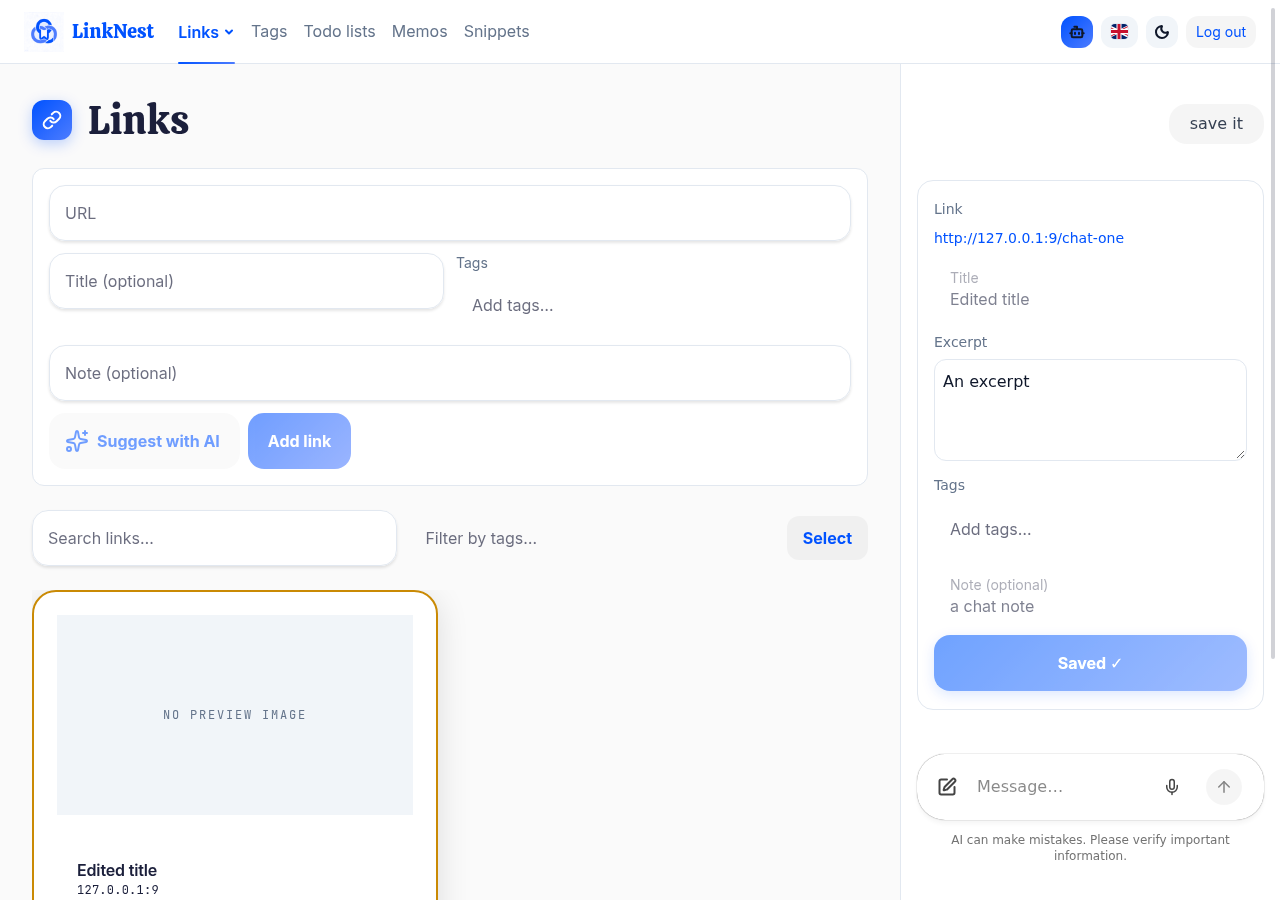 LinkNest
Links
Tags
Todo lists
Memos
Snippets
Log out
Links
URL
Title (optional)
Tags
Add tags...
Note (optional)
Suggest with AI
Add link
Search links...
Filter by tags...
Select
NO PREVIEW IMAGE
Edited title
127.0.0.1:9
save it
Link
http://127.0.0.1:9/chat-one
Title
Edited title
Excerpt
An excerpt
Tags
Add tags...
Note (optional)
a chat note
Saved ✓
Message...
AI can make mistakes. Please verify important
information.